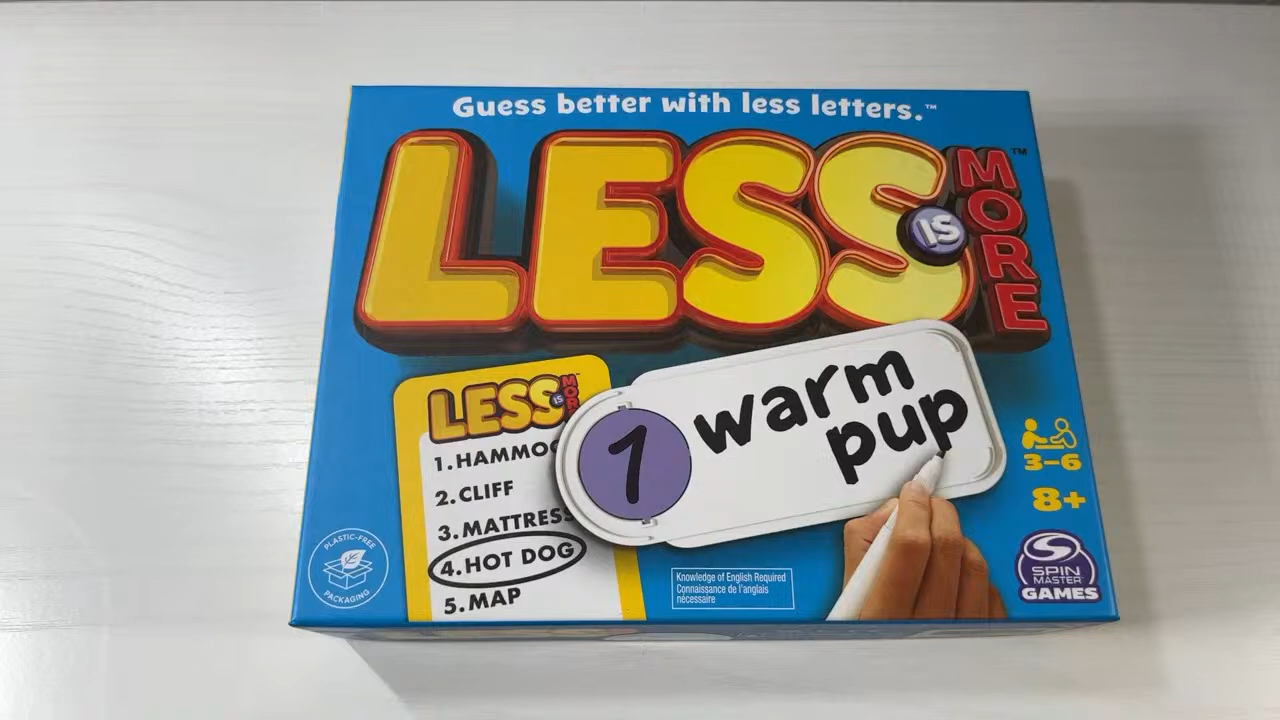 Guess better with less letters.™
LESS
IS
MORE™
LESS
IS
MORE
1. HAMMOC
2. CLIFF
3. MATTRESS
4. HOT DOG
5. MAP
1
warm
pup
3–6
8+
PLASTIC-FREE
PACKAGING
Knowledge of English Required
Connaissance de l'anglais
nécessaire
SPIN
MASTER
GAMES